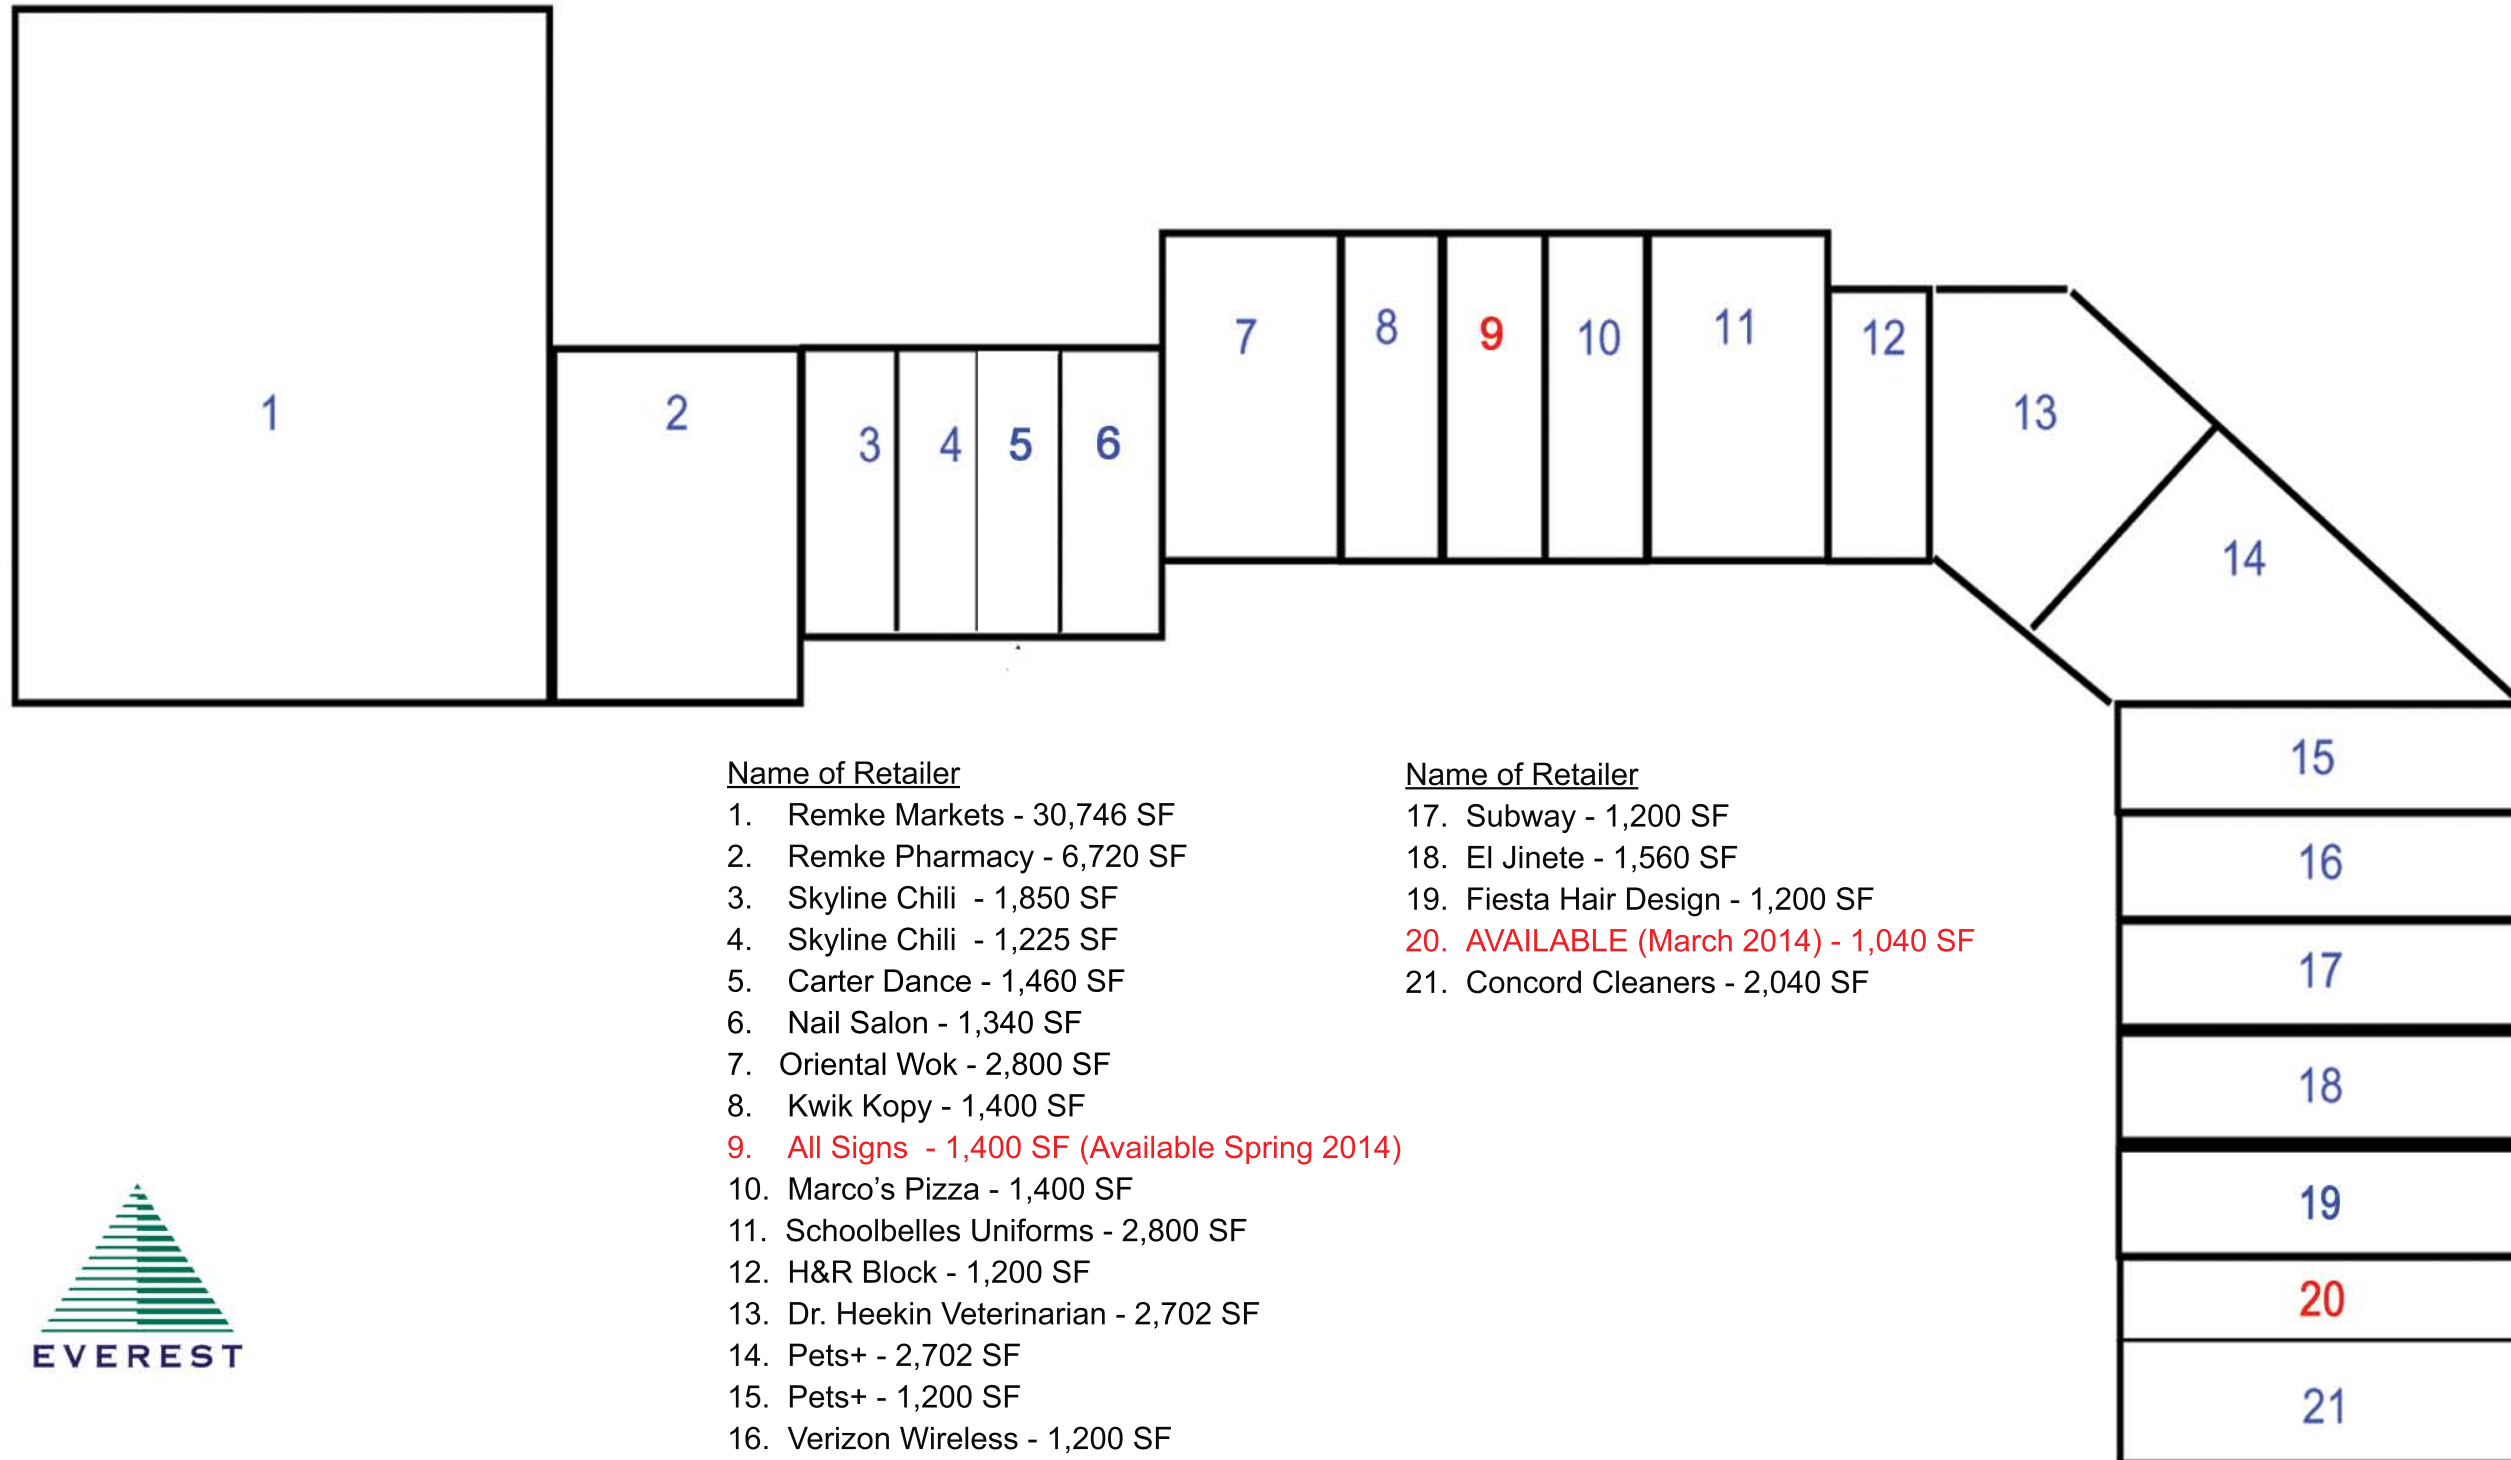 1
2
3
4
5
6
7
8
9
10
11
12
13
14
15
16
17
18
19
20
21
Name of Retailer
1. Remke Markets - 30,746 SF
2. Remke Pharmacy - 6,720 SF
3. Skyline Chili - 1,850 SF
4. Skyline Chili - 1,225 SF
5. Carter Dance - 1,460 SF
6. Nail Salon - 1,340 SF
7. Oriental Wok - 2,800 SF
8. Kwik Kopy - 1,400 SF
9. All Signs - 1,400 SF (Available Spring 2014)
10. Marco’s Pizza - 1,400 SF
11. Schoolbelles Uniforms - 2,800 SF
12. H&R Block - 1,200 SF
13. Dr. Heekin Veterinarian - 2,702 SF
14. Pets+ - 2,702 SF
15. Pets+ - 1,200 SF
16. Verizon Wireless - 1,200 SF
Name of Retailer
17. Subway - 1,200 SF
18. El Jinete - 1,560 SF
19. Fiesta Hair Design - 1,200 SF
20. AVAILABLE (March 2014) - 1,040 SF
21. Concord Cleaners - 2,040 SF
EVEREST